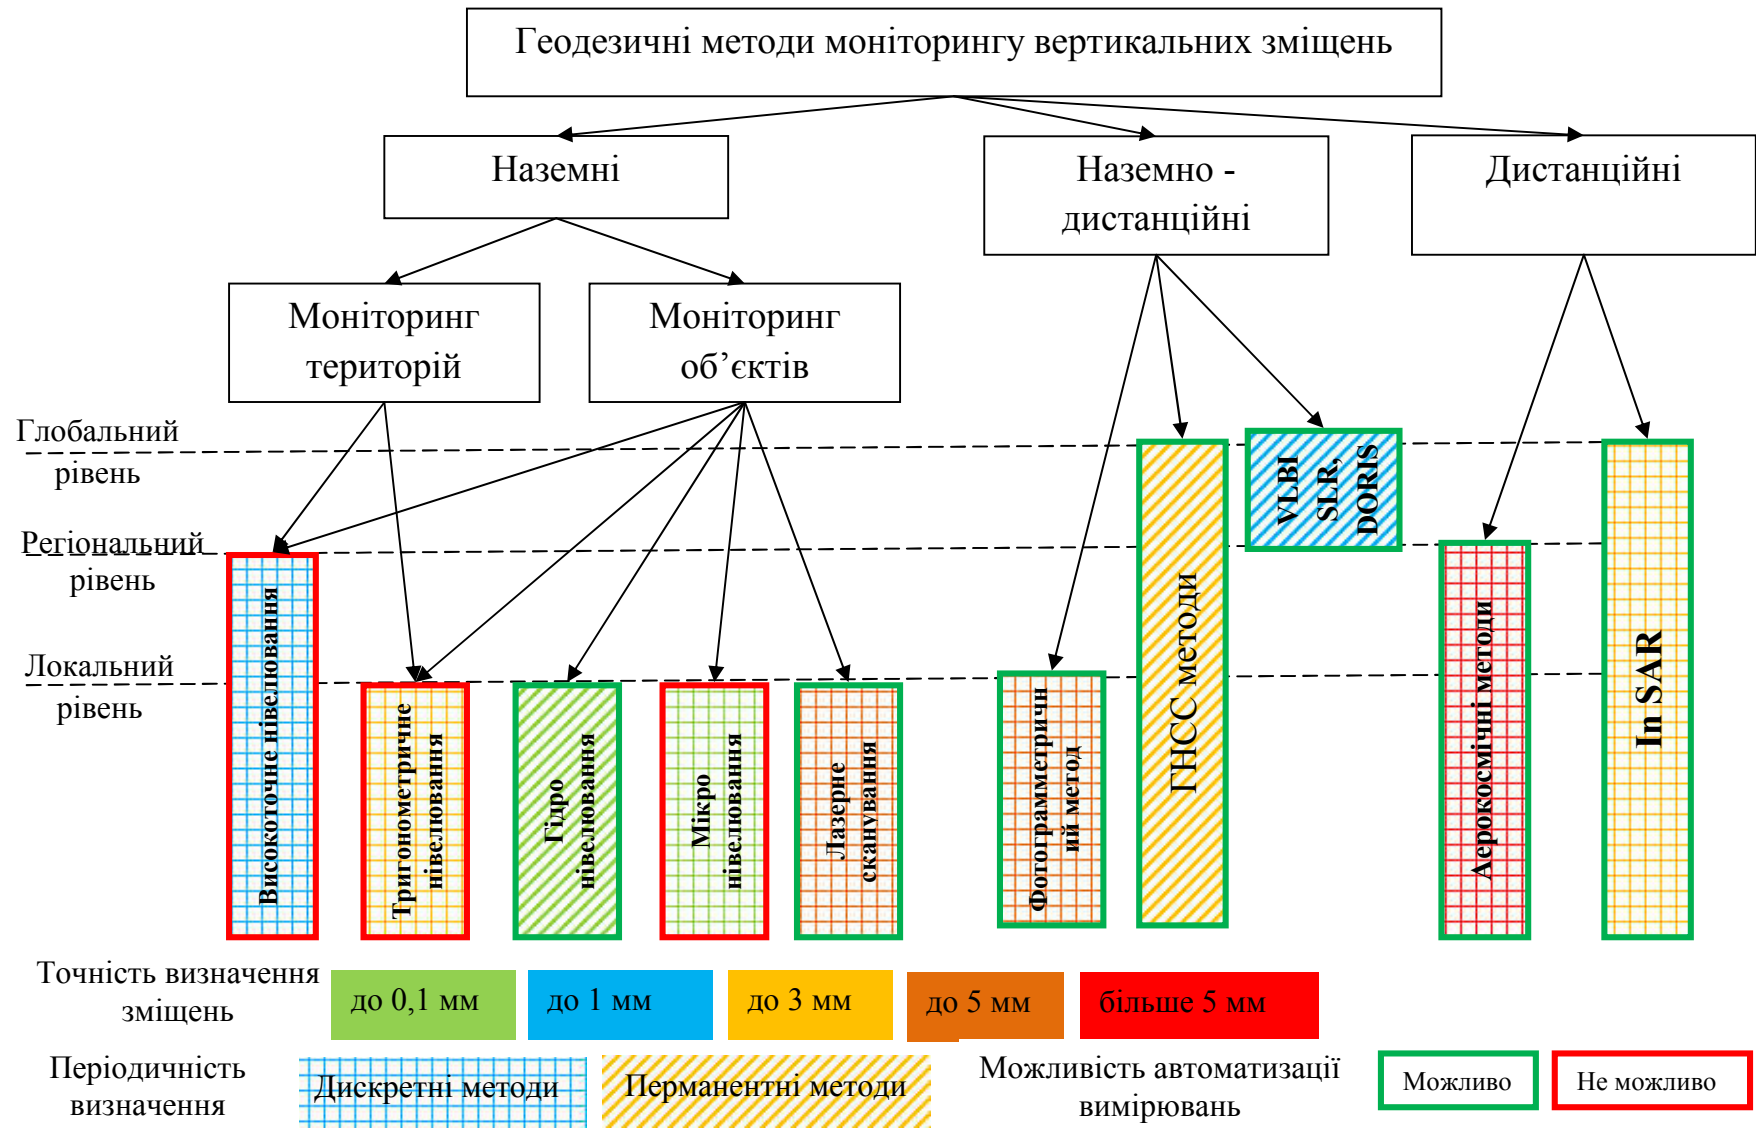 Геодезичні методи моніторингу вертикальних зміщень
Наземні
Наземно -
дистанційні
Дистанційні
Моніторинг
територій
Моніторинг
об’єктів
Глобальний
рівень
Регіональний
рівень
Локальний
рівень
Високоточне нівелювання
Тригонометричне
нівелювання
Гідро
нівелювання
Мікро
нівелювання
Лазерне
сканування
Фотограмметричн
ий метод
ГНСС методи
VLBI
SLR,
DORIS
Аерокосмічні методи
In SAR
Точність визначення
зміщень
до 0,1 мм
до 1 мм
до 3 мм
до 5 мм
більше 5 мм
Періодичність
визначення
Дискретні методи
Перманентні методи
Можливість автоматизації
вимірювань
Можливо
Не можливо